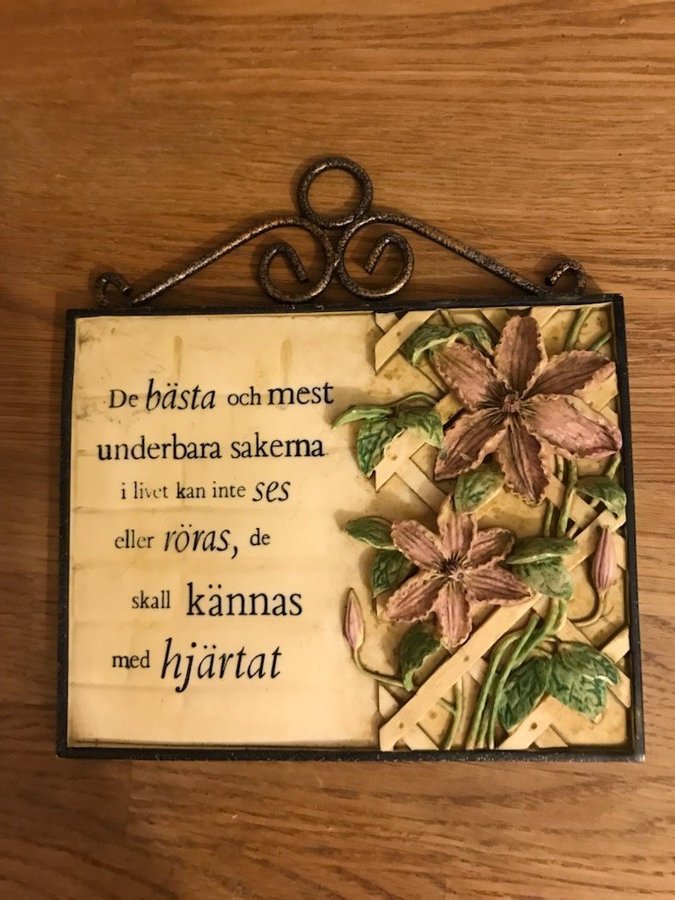 De bästa och mest
underbara sakerna
i livet kan inte ses
eller röras, de
skall kännas
med hjärtat